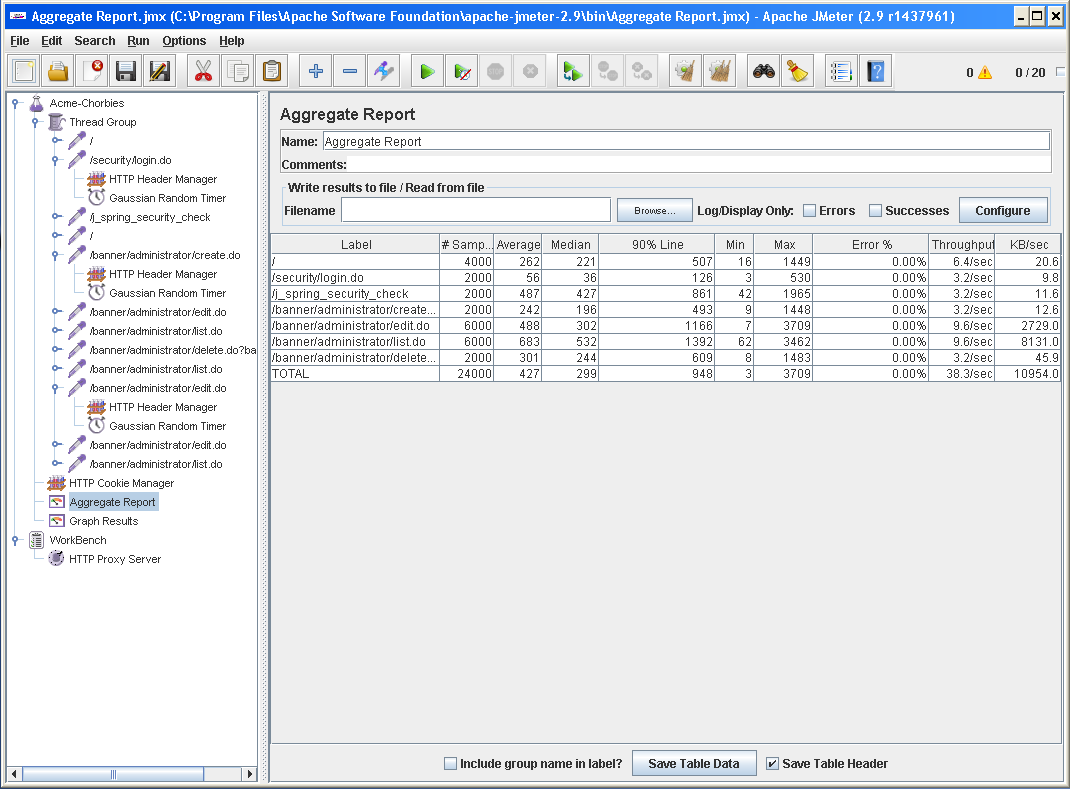 Aggregate Report.jmx (C:\Program Files\Apache Software Foundation\apache-jmeter-2.9\bin\Aggregate Report.jmx) - Apache JMeter (2.9 r1437961)
File Edit Search Run Options Help
0 0 / 20
Acme-Chorbies
Thread Group
/
/security/login.do
HTTP Header Manager
Gaussian Random Timer
/j_spring_security_check
/
/banner/administrator/create.do
HTTP Header Manager
Gaussian Random Timer
/banner/administrator/edit.do
/banner/administrator/list.do
/banner/administrator/delete.do?ba
/banner/administrator/list.do
/banner/administrator/edit.do
HTTP Header Manager
Gaussian Random Timer
/banner/administrator/edit.do
/banner/administrator/list.do
HTTP Cookie Manager
Aggregate Report
Graph Results
WorkBench
HTTP Proxy Server
Aggregate Report
Name: Aggregate Report
Comments:
Write results to file / Read from file
Filename Browse... Log/Display Only: Errors Successes Configure
Label # Samp... Average Median 90% Line Min Max Error % Throughput KB/sec
/ 4000 262 221 507 16 1449 0.00% 6.4/sec 20.6
/security/login.do 2000 56 36 126 3 530 0.00% 3.2/sec 9.8
/j_spring_security_check 2000 487 427 861 42 1965 0.00% 3.2/sec 11.6
/banner/administrator/create... 2000 242 196 493 9 1448 0.00% 3.2/sec 12.6
/banner/administrator/edit.do 6000 488 302 1166 7 3709 0.00% 9.6/sec 2729.0
/banner/administrator/list.do 6000 683 532 1392 62 3462 0.00% 9.6/sec 8131.0
/banner/administrator/delete... 2000 301 244 609 8 1483 0.00% 3.2/sec 45.9
TOTAL 24000 427 299 948 3 3709 0.00% 38.3/sec 10954.0
Include group name in label? Save Table Data Save Table Header